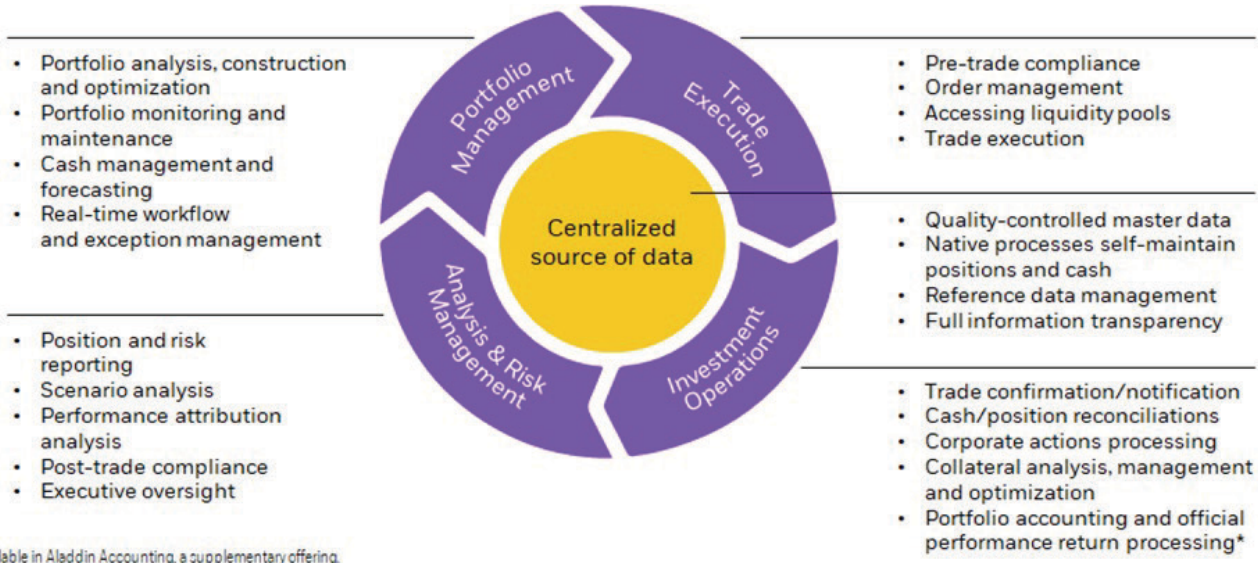 • Portfolio analysis, construction
and optimization
• Portfolio monitoring and
maintenance
• Cash management and
forecasting
• Real-time workflow
and exception management
• Position and risk
reporting
• Scenario analysis
• Performance attribution
analysis
• Post-trade compliance
• Executive oversight
Portfolio
Management
Trade
Execution
Centralized
source of data
Analysis & Risk
Management
Investment
Operations
• Pre-trade compliance
• Order management
• Accessing liquidity pools
• Trade execution
• Quality-controlled master data
• Native processes self-maintain
positions and cash
• Reference data management
• Full information transparency
• Trade confirmation/notification
• Cash/position reconciliations
• Corporate actions processing
• Collateral analysis, management
and optimization
• Portfolio accounting and official
performance return processing*
in Aladdin Accounting, a supplementary offering.